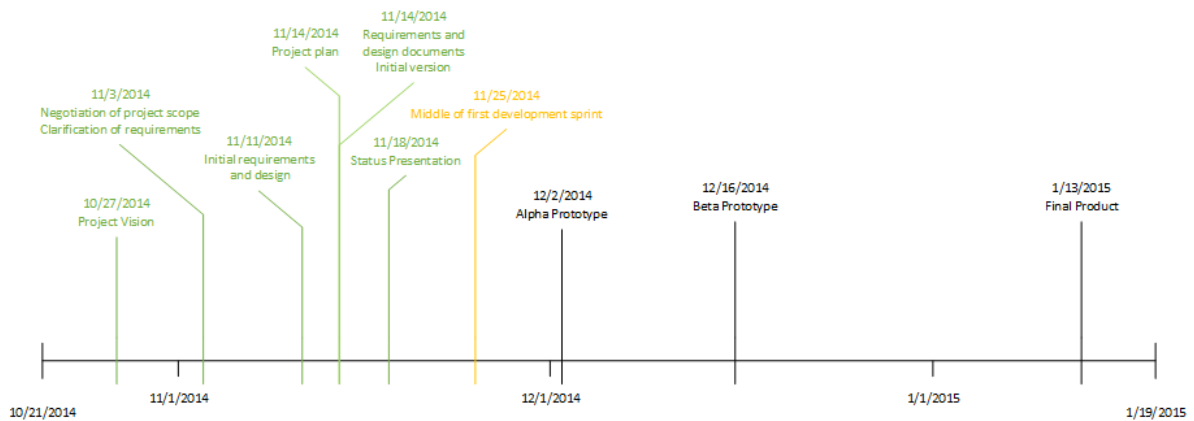 11/14/2014
Requirements and
design documents
Initial version
11/14/2014
Project plan
11/3/2014
Negotiation of project scope
Clarification of requirements
11/25/2014
Middle of first development sprint
11/11/2014
Initial requirements
and design
11/18/2014
Status Presentation
10/27/2014
Project Vision
12/2/2014
Alpha Prototype
12/16/2014
Beta Prototype
1/13/2015
Final Product
10/21/2014
11/1/2014
12/1/2014
1/1/2015
1/19/2015